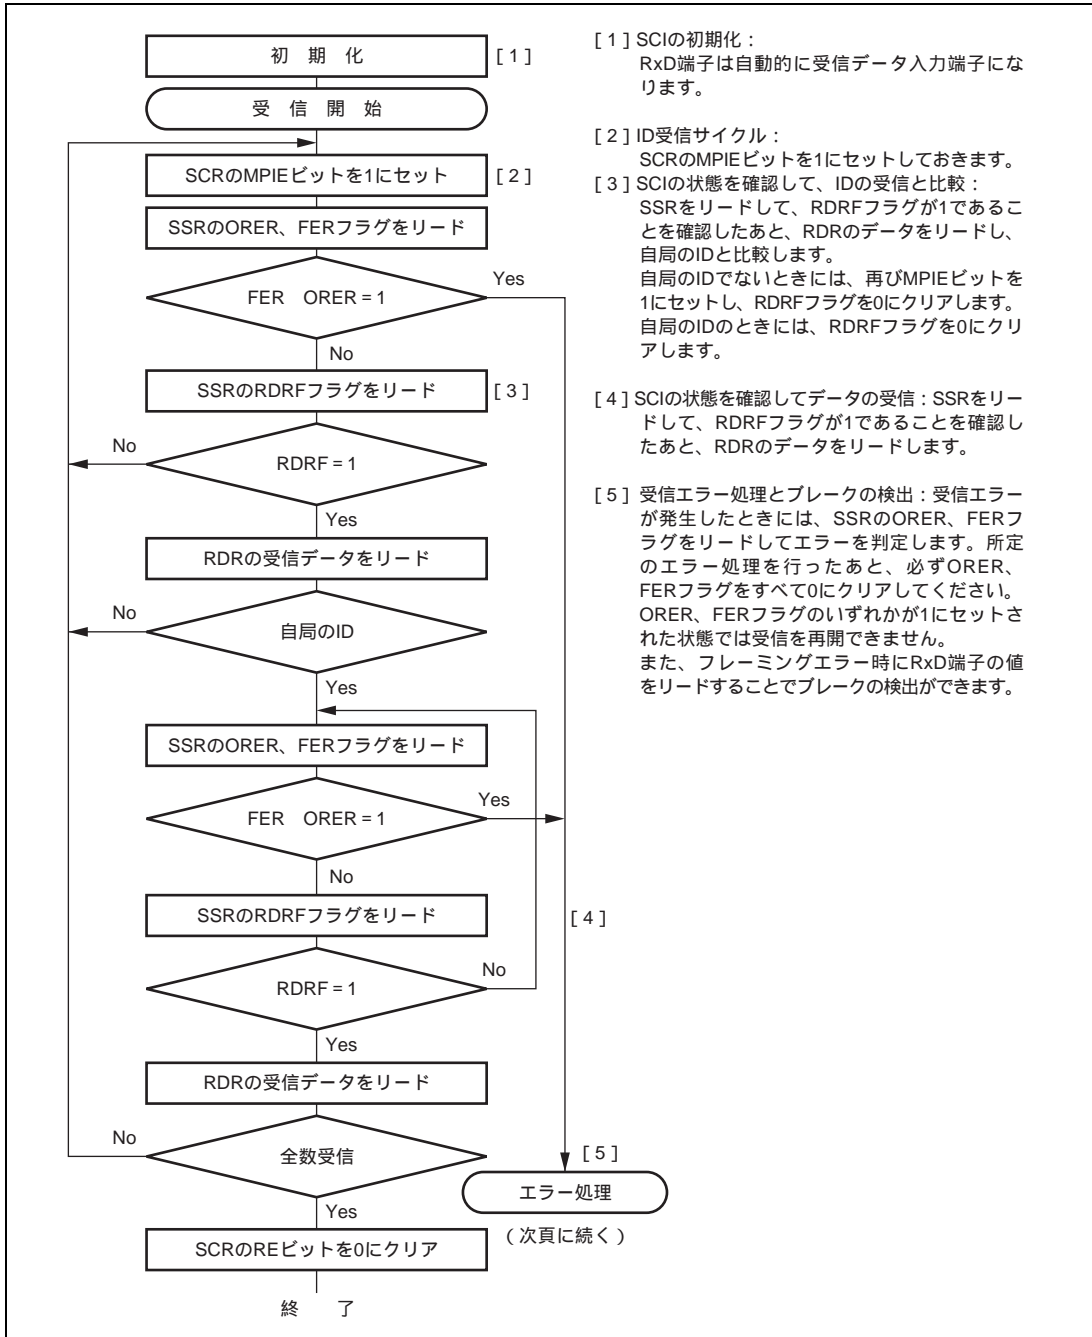 初 期 化 [1]
受 信 開 始
SCRのMPIEビットを1にセット [2]
SSRのORER、FERフラグをリード
FER ORER = 1
Yes
No
SSRのRDRFフラグをリード [3]
No
RDRF = 1
Yes
RDRの受信データをリード
No
自局のID
Yes
SSRのORER、FERフラグをリード
FER ORER = 1
Yes
No
SSRのRDRFフラグをリード
[4]
RDRF = 1
No
Yes
RDRの受信データをリード
No
全数受信
Yes
[5]
エラー処理
(次頁に続く)
SCRのREビットを0にクリア
終 了
[1] SCIの初期化:
RxD端子は自動的に受信データ入力端子にな
ります。
[2] ID受信サイクル:
SCRのMPIEビットを1にセットしておきます。
[3] SCIの状態を確認して、IDの受信と比較:
SSRをリードして、RDRFフラグが1であるこ
とを確認したあと、RDRのデータをリードし、
自局のIDと比較します。
自局のIDでないときには、再びMPIEビットを
1にセットし、RDRFフラグを0にクリアします。
自局のIDのときには、RDRFフラグを0にクリ
アします。
[4] SCIの状態を確認してデータの受信:SSRをリー
ドして、RDRFフラグが1であることを確認し
たあと、RDRのデータをリードします。
[5] 受信エラー処理とブレークの検出:受信エラー
が発生したときには、SSRのORER、FERフ
ラグをリードしてエラーを判定します。所定
のエラー処理を行ったあと、必ずORER、
FERフラグをすべて0にクリアしてください。
ORER、FERフラグのいずれかが1にセットさ
れた状態では受信を再開できません。
また、フレーミングエラー時にRxD端子の値
をリードすることでブレークの検出ができます。